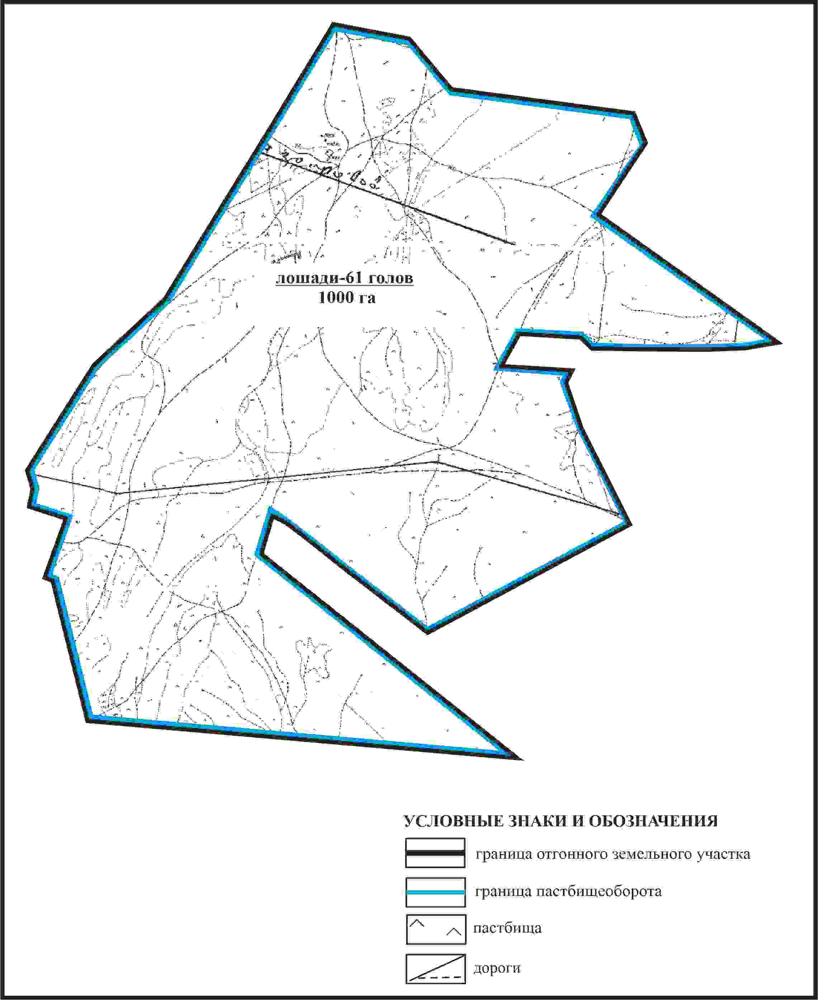 лошади-61 голов
1000 га
УСЛОВНЫЕ ЗНАКИ И ОБОЗНАЧЕНИЯ
граница отгонного земельного участка
граница пастбищеоборота
пастбища
дороги